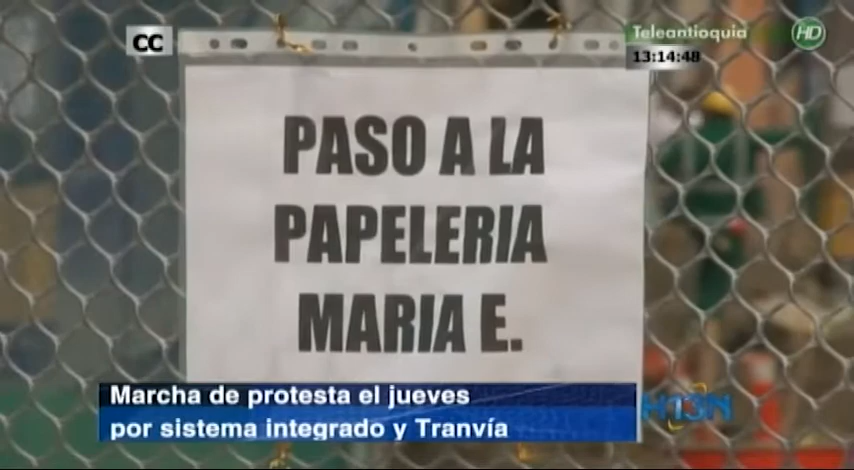 CC
Teleantioquia
HD
13:14:48
PASO A LA
PAPELERIA
MARIA E.
Marcha de protesta el jueves
por sistema integrado y Tranvía
H13N